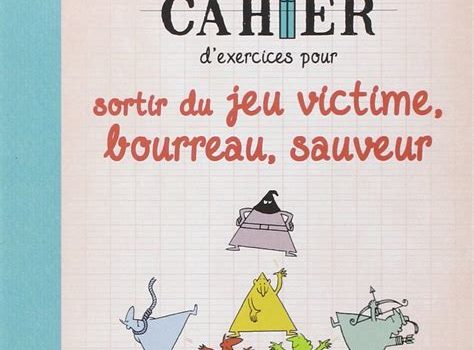 CAHIER
d'exercices pour
sortir du jeu victime,
bourreau, sauveur